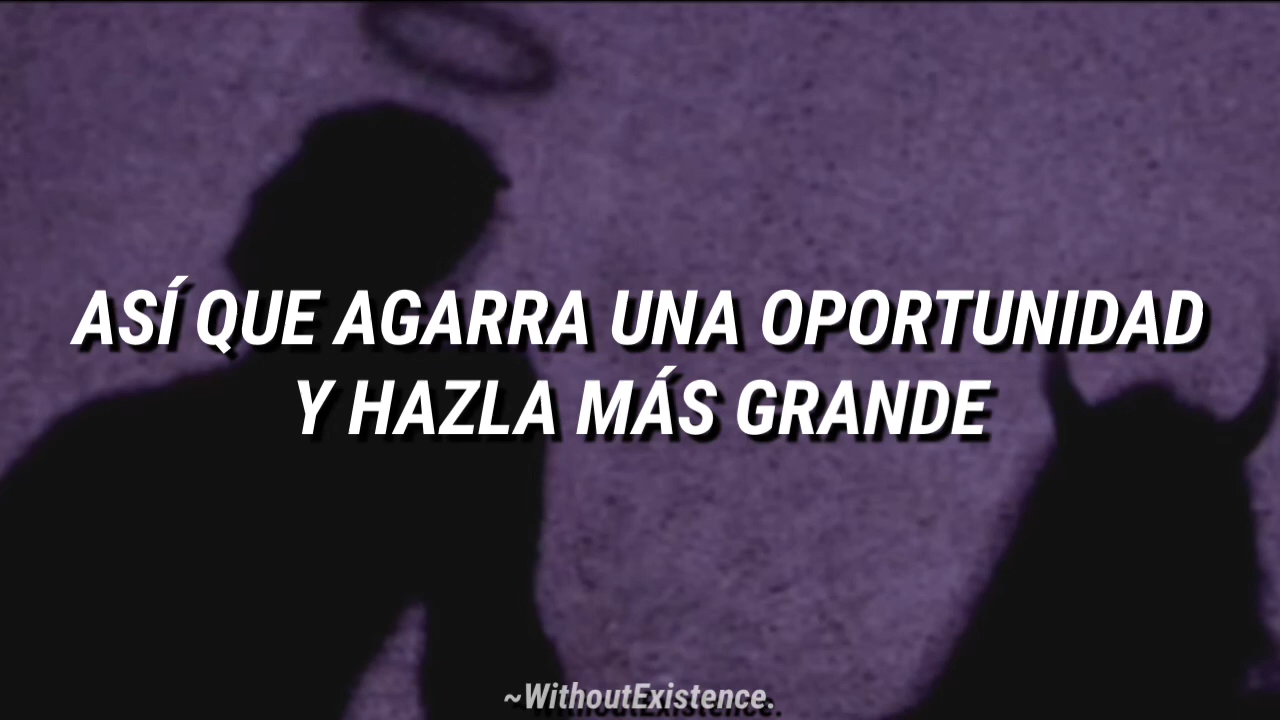 ASÍ QUE AGARRA UNA OPORTUNIDAD
Y HAZLA MÁS GRANDE
~WithoutExistence.